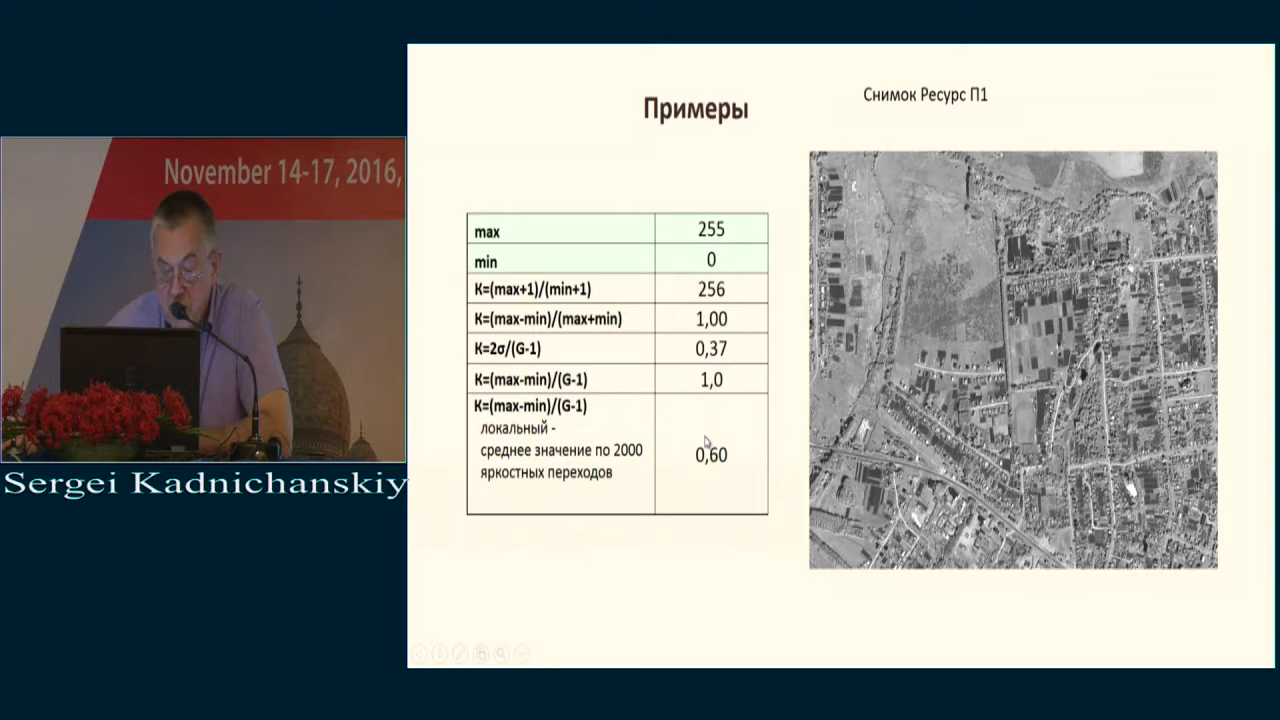 November 14-17, 2016,
Sergei Kadnichanskiy
Примеры
Снимок Ресурс П1
max 255
min 0
К=(max+1)/(min+1) 256
К=(max-min)/(max+min) 1,00
К=2σ/(G-1) 0,37
К=(max-min)/(G-1) 1,0
К=(max-min)/(G-1)
локальный -
среднее значение по 2000 0,60
яркостных переходов